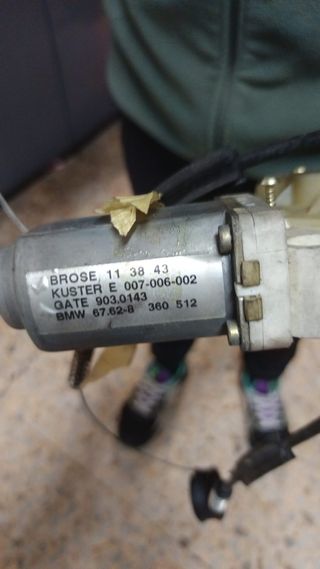 BROSE 11 38 43
KUSTER E 007-006-002
GATE 903.0143
BMW 67.62-8 360 512